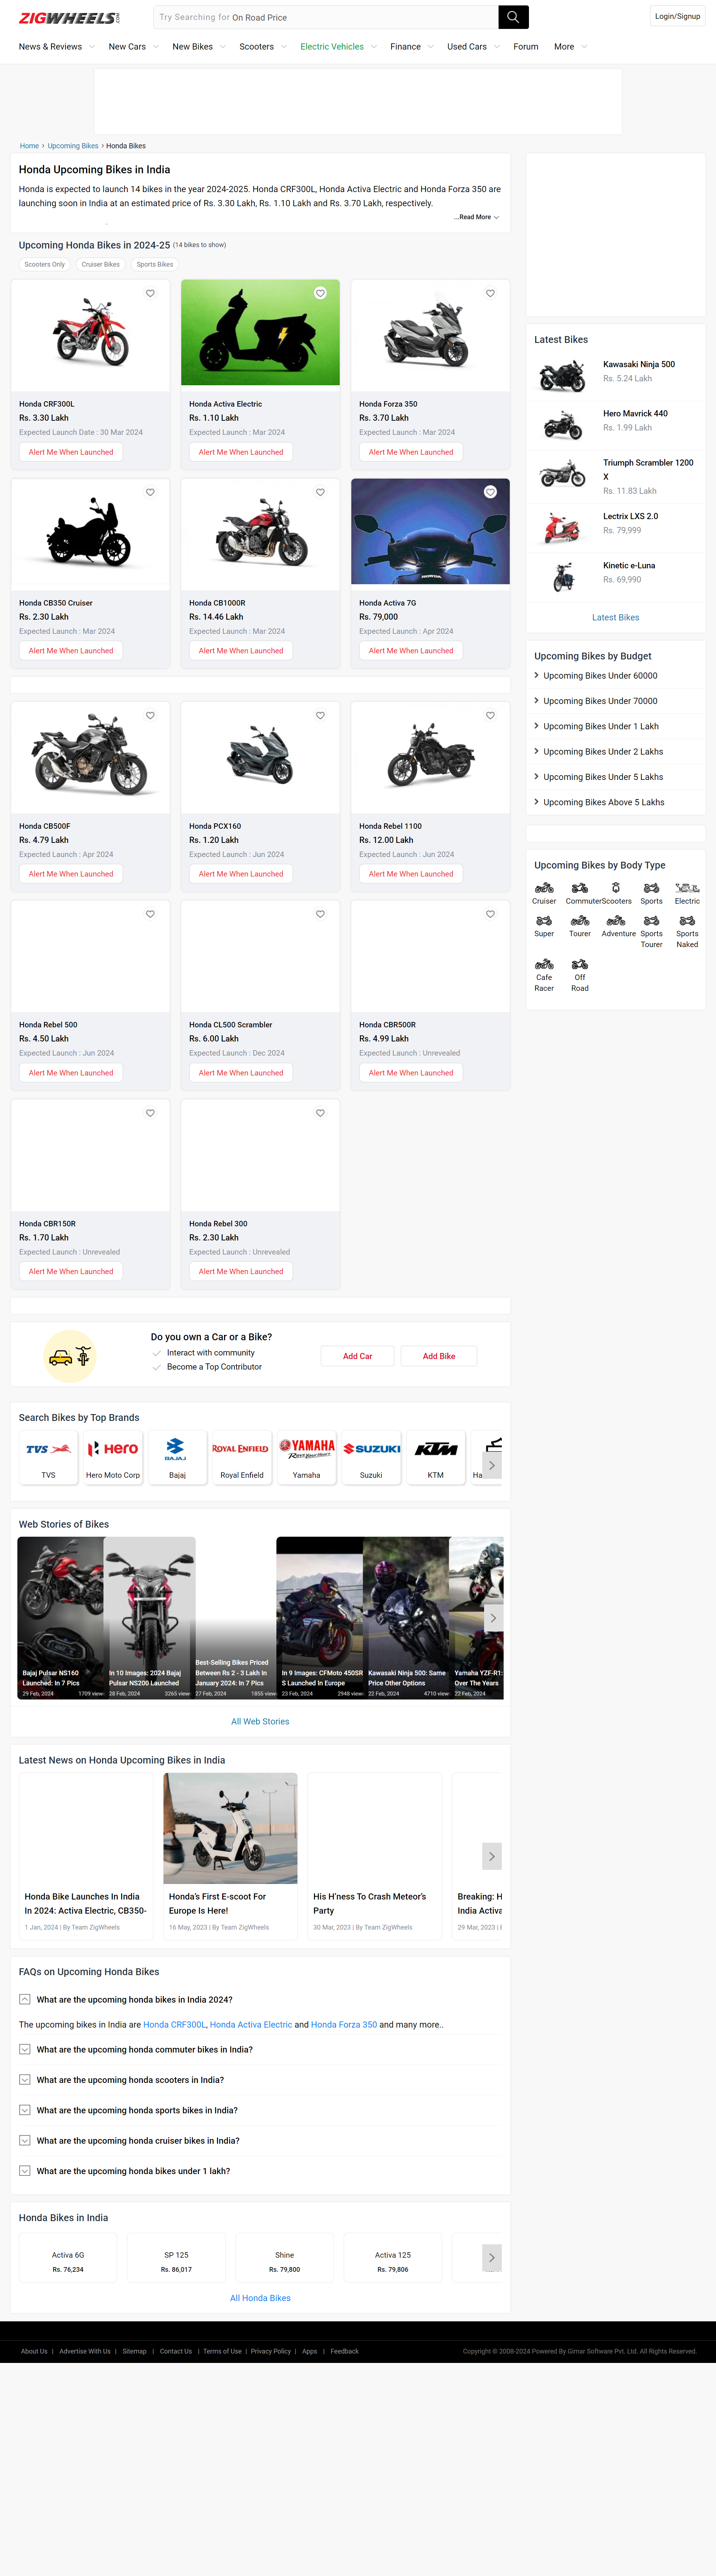 ZIGWHEELS.COM
Try Searching for On Road Price
Login/Signup
News & Reviews
New Cars
New Bikes
Scooters
Electric Vehicles
Finance
Used Cars
Forum
More
Home › Upcoming Bikes › Honda Bikes
Honda Upcoming Bikes in India
Honda is expected to launch 14 bikes in the year 2024-2025. Honda CRF300L, Honda Activa Electric and Honda Forza 350 are
launching soon in India at an estimated price of Rs. 3.30 Lakh, Rs. 1.10 Lakh and Rs. 3.70 Lakh, respectively.
...Read More
Upcoming Honda Bikes in 2024-25 (14 bikes to show)
Scooters Only
Cruiser Bikes
Sports Bikes
Honda CRF300L
Rs. 3.30 Lakh
Expected Launch Date : 30 Mar 2024
Alert Me When Launched
Honda Activa Electric
Rs. 1.10 Lakh
Expected Launch : Mar 2024
Alert Me When Launched
Honda Forza 350
Rs. 3.70 Lakh
Expected Launch : Mar 2024
Alert Me When Launched
Honda CB350 Cruiser
Rs. 2.30 Lakh
Expected Launch : Mar 2024
Alert Me When Launched
Honda CB1000R
Rs. 14.46 Lakh
Expected Launch : Mar 2024
Alert Me When Launched
HONDA
Honda Activa 7G
Rs. 79,000
Expected Launch : Apr 2024
Alert Me When Launched
Honda CB500F
Rs. 4.79 Lakh
Expected Launch : Apr 2024
Alert Me When Launched
Honda PCX160
Rs. 1.20 Lakh
Expected Launch : Jun 2024
Alert Me When Launched
Honda Rebel 1100
Rs. 12.00 Lakh
Expected Launch : Jun 2024
Alert Me When Launched
Honda Rebel 500
Rs. 4.50 Lakh
Expected Launch : Jun 2024
Alert Me When Launched
Honda CL500 Scrambler
Rs. 6.00 Lakh
Expected Launch : Dec 2024
Alert Me When Launched
Honda CBR500R
Rs. 4.99 Lakh
Expected Launch : Unrevealed
Alert Me When Launched
Honda CBR150R
Rs. 1.70 Lakh
Expected Launch : Unrevealed
Alert Me When Launched
Honda Rebel 300
Rs. 2.30 Lakh
Expected Launch : Unrevealed
Alert Me When Launched
Latest Bikes
Kawasaki Ninja 500
Rs. 5.24 Lakh
Hero Mavrick 440
Rs. 1.99 Lakh
Triumph Scrambler 1200
X
Rs. 11.83 Lakh
Lectrix LXS 2.0
Rs. 79,999
Kinetic e-Luna
Rs. 69,990
Latest Bikes
Upcoming Bikes by Budget
Upcoming Bikes Under 60000
Upcoming Bikes Under 70000
Upcoming Bikes Under 1 Lakh
Upcoming Bikes Under 2 Lakhs
Upcoming Bikes Under 5 Lakhs
Upcoming Bikes Above 5 Lakhs
Upcoming Bikes by Body Type
Cruiser
Commuter
Scooters
Sports
Electric
Super
Tourer
Adventure
Sports
Tourer
Sports
Naked
Cafe
Racer
Off
Road
Do you own a Car or a Bike?
Interact with community
Become a Top Contributor
Add Car
Add Bike
Search Bikes by Top Brands
TVS
TVS
Hero
Hero Moto Corp
BAJAJ
Bajaj
ROYAL ENFIELD
Royal Enfield
YAMAHA
Revs Your Heart
Yamaha
SUZUKI
Suzuki
KTM
KTM
Ha
Web Stories of Bikes
Bajaj Pulsar NS160
Launched: In 7 Pics
29 Feb, 2024 1709 view
In 10 Images: 2024 Bajaj
Pulsar NS200 Launched
28 Feb, 2024 3265 view
Best-Selling Bikes Priced
Between Rs 2 - 3 Lakh In
January 2024: In 7 Pics
27 Feb, 2024 1855 view
In 9 Images: CFMoto 450SR
S Launched In Europe
23 Feb, 2024 2948 view
Kawasaki Ninja 500: Same
Price Other Options
22 Feb, 2024 4710 view
Yamaha YZF-R1:
Over The Years
22 Feb, 2024
All Web Stories
Latest News on Honda Upcoming Bikes in India
Honda Bike Launches In India
In 2024: Activa Electric, CB350-
1 Jan, 2024 | By Team ZigWheels
Honda's First E-scoot For
Europe Is Here!
16 May, 2023 | By Team ZigWheels
His H'ness To Crash Meteor's
Party
30 Mar, 2023 | By Team ZigWheels
Breaking: H
India Activa
29 Mar, 2023 |
FAQs on Upcoming Honda Bikes
What are the upcoming honda bikes in India 2024?
The upcoming bikes in India are Honda CRF300L, Honda Activa Electric and Honda Forza 350 and many more..
What are the upcoming honda commuter bikes in India?
What are the upcoming honda scooters in India?
What are the upcoming honda sports bikes in India?
What are the upcoming honda cruiser bikes in India?
What are the upcoming honda bikes under 1 lakh?
Honda Bikes in India
Activa 6G
Rs. 76,234
SP 125
Rs. 86,017
Shine
Rs. 79,800
Activa 125
Rs. 79,806
All Honda Bikes
About Us | Advertise With Us | Sitemap | Contact Us | Terms of Use | Privacy Policy | Apps | Feedback
Copyright © 2008-2024 Powered By Girnar Software Pvt. Ltd. All Rights Reserved.